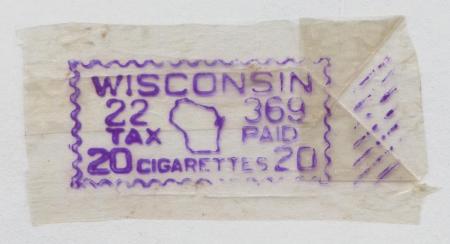 WISCONSIN
22 369
TAX PAID
20 CIGARETTES 20